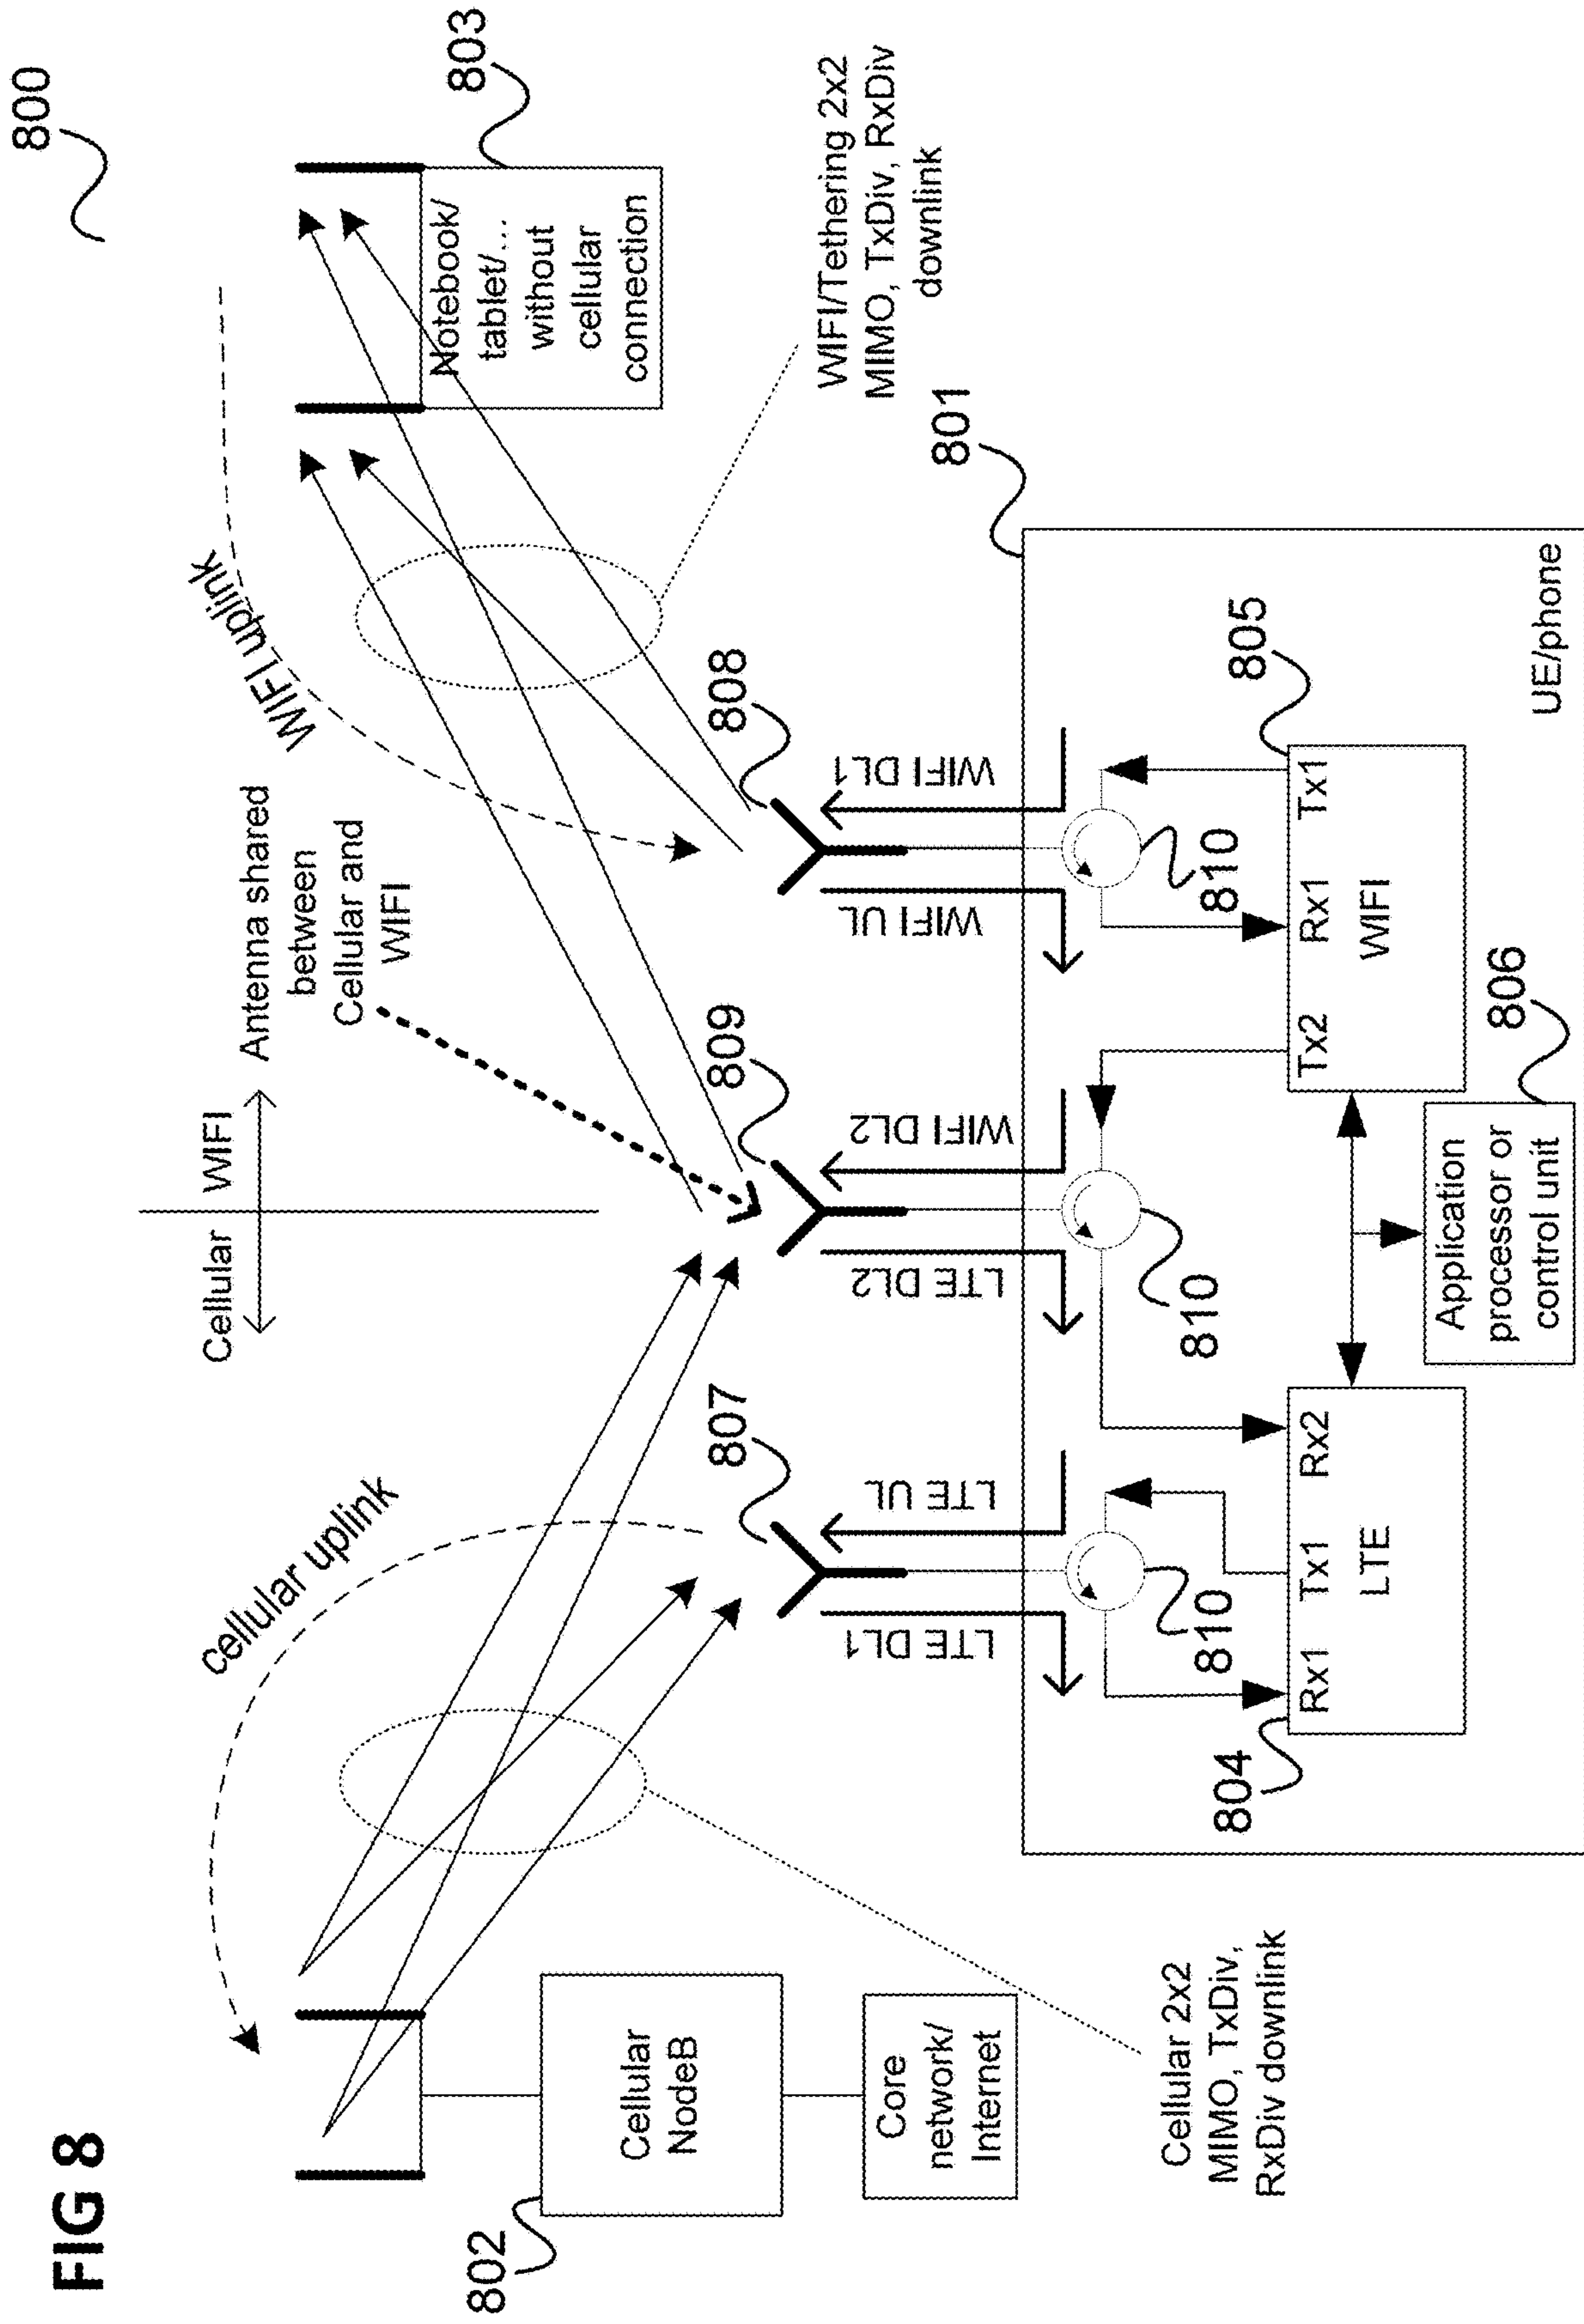 FIG 8
800
cellular uplink
Cellular WIFI
Antenna shared
between
Cellular and
WIFI
WIFI uplink
803
Notebook/
tablet/...
without
cellular
connection
802
Cellular
NodeB
Core
network/
Internet
Cellular 2x2
MIMO, TxDiv,
RxDiv downlink
WIFI/Tethering 2x2
MIMO, TxDiv, RxDiv
downlink
807
809
808
LTE DL1
LTE UL
LTE DL2
WIFI DL2
WIFI UL
WIFI DL1
801
810
810
810
804
Rx1 Tx1 Rx2
LTE
805
Tx2 Rx1 Tx1
WIFI
806
Application
processor or
control unit
UE/phone